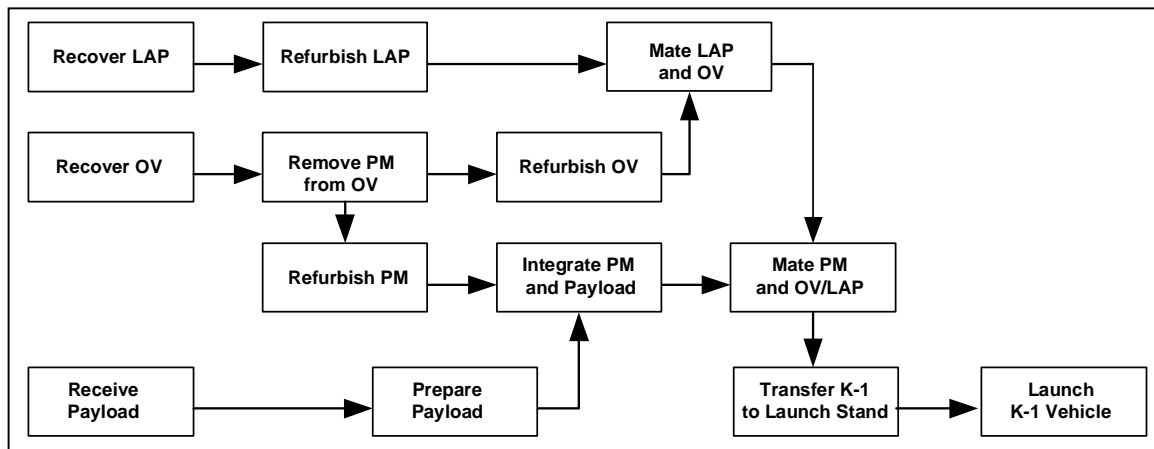 Recover LAP
Refurbish LAP
Mate LAP
and OV
Recover OV
Remove PM
from OV
Refurbish OV
Refurbish PM
Integrate PM
and Payload
Mate PM
and OV/LAP
Receive
Payload
Prepare
Payload
Transfer K-1
to Launch Stand
Launch
K-1 Vehicle